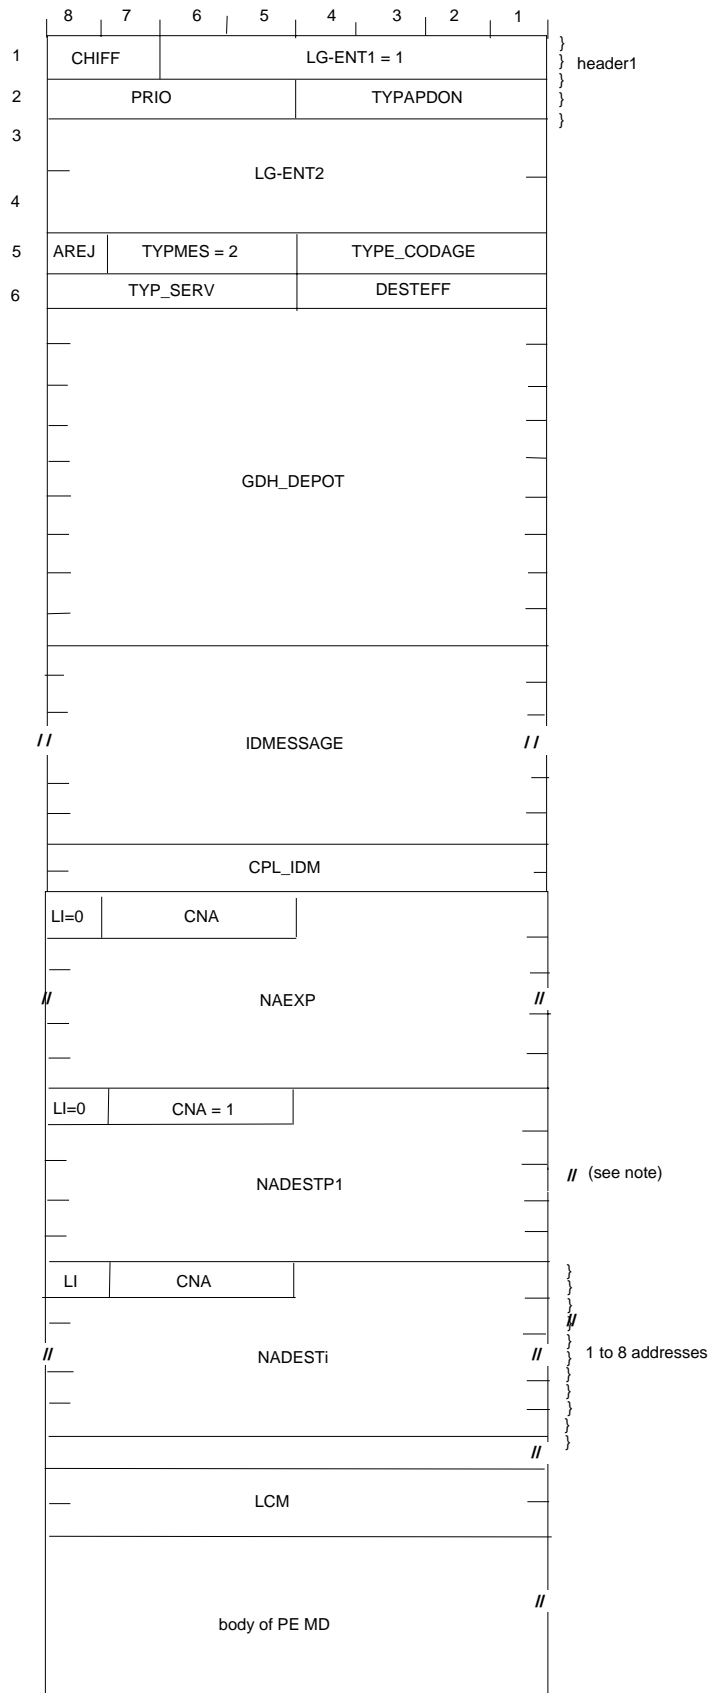 8 7 6 5 4 3 2 1
1 CHIFF LG-ENT1 = 1 } } } header1
2 PRIO TYPAPDON } }
3
LG-ENT2
4
5 AREJ TYPMES = 2 TYPE_CODAGE
6 TYP_SERV DESTEFF
GDH_DEPOT
// IDMESSAGE //
CPL_IDM
LI=0 CNA
// NAEXP //
LI=0 CNA = 1
// (see note)
NADESTP1
LI CNA }
}
}
} //
// NADESTi // } 1 to 8 addresses
}
}
}
}
// }
LCM
//
body of PE MD